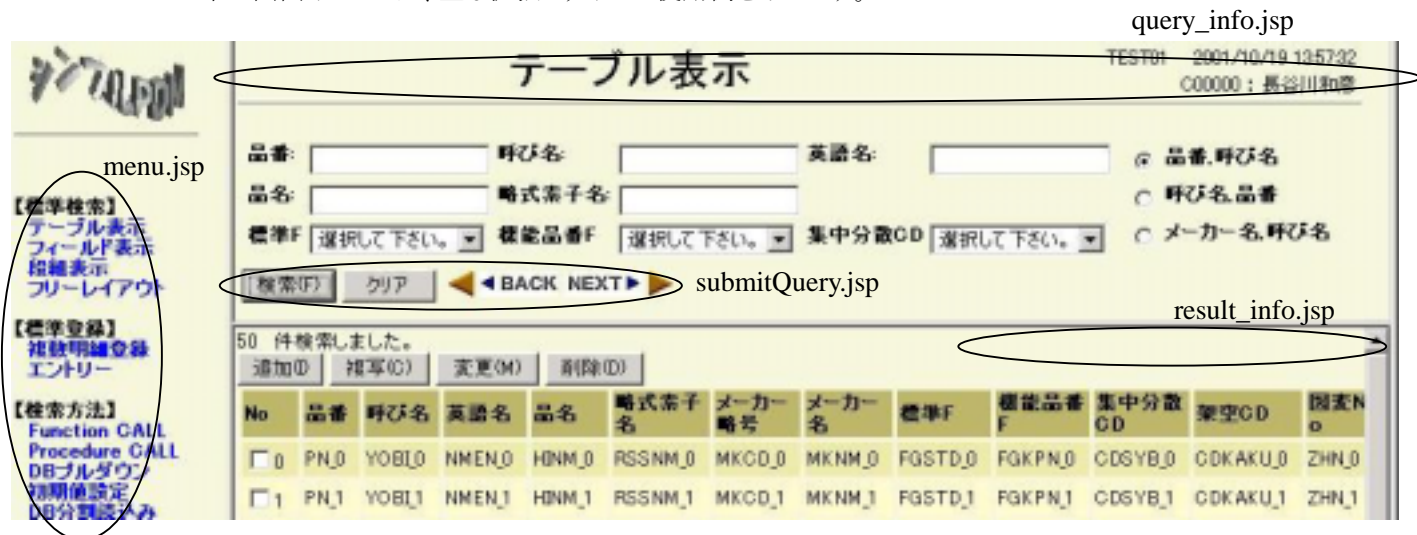 query_info.jsp
テーブル表示
TEST01 2001/10/19 13:57:32
C00000 : 長谷川和彦
menu.jsp
品番: 呼び名: 英語名: 品番,呼び名
品名: 略式素子名: 呼び名,品番
標準F 選択して下さい。 機能品番F 選択して下さい。 集中分散CD 選択して下さい。 メーカー名,呼び名
検索(F) クリア BACK NEXT
submitQuery.jsp
result_info.jsp
【標準検索】
テーブル表示
フィールド表示
段組表示
フリーレイアウト
【標準登録】
複数明細登録
エントリー
【検索方法】
Function CALL
Procedure CALL
DBプルダウン
初期値設定
DB分割読込み
50 件検索しました。
追加(I) 複写(C) 変更(M) 削除(D)
No 品番 呼び名 英語名 品名 略式素子名 メーカー略号 メーカー名 標準F 機能品番F 集中分散CD 架空CD 図変No
0 PN_0 YOBI_0 NMEN_0 HINM_0 RSSNM_0 MKCD_0 MKNM_0 FGSTD_0 FGKPN_0 CDSYB_0 CDKAKU_0 ZHN_0
1 PN_1 YOBI_1 NMEN_1 HINM_1 RSSNM_1 MKCD_1 MKNM_1 FGSTD_1 FGKPN_1 CDSYB_1 CDKAKU_1 ZHN_1